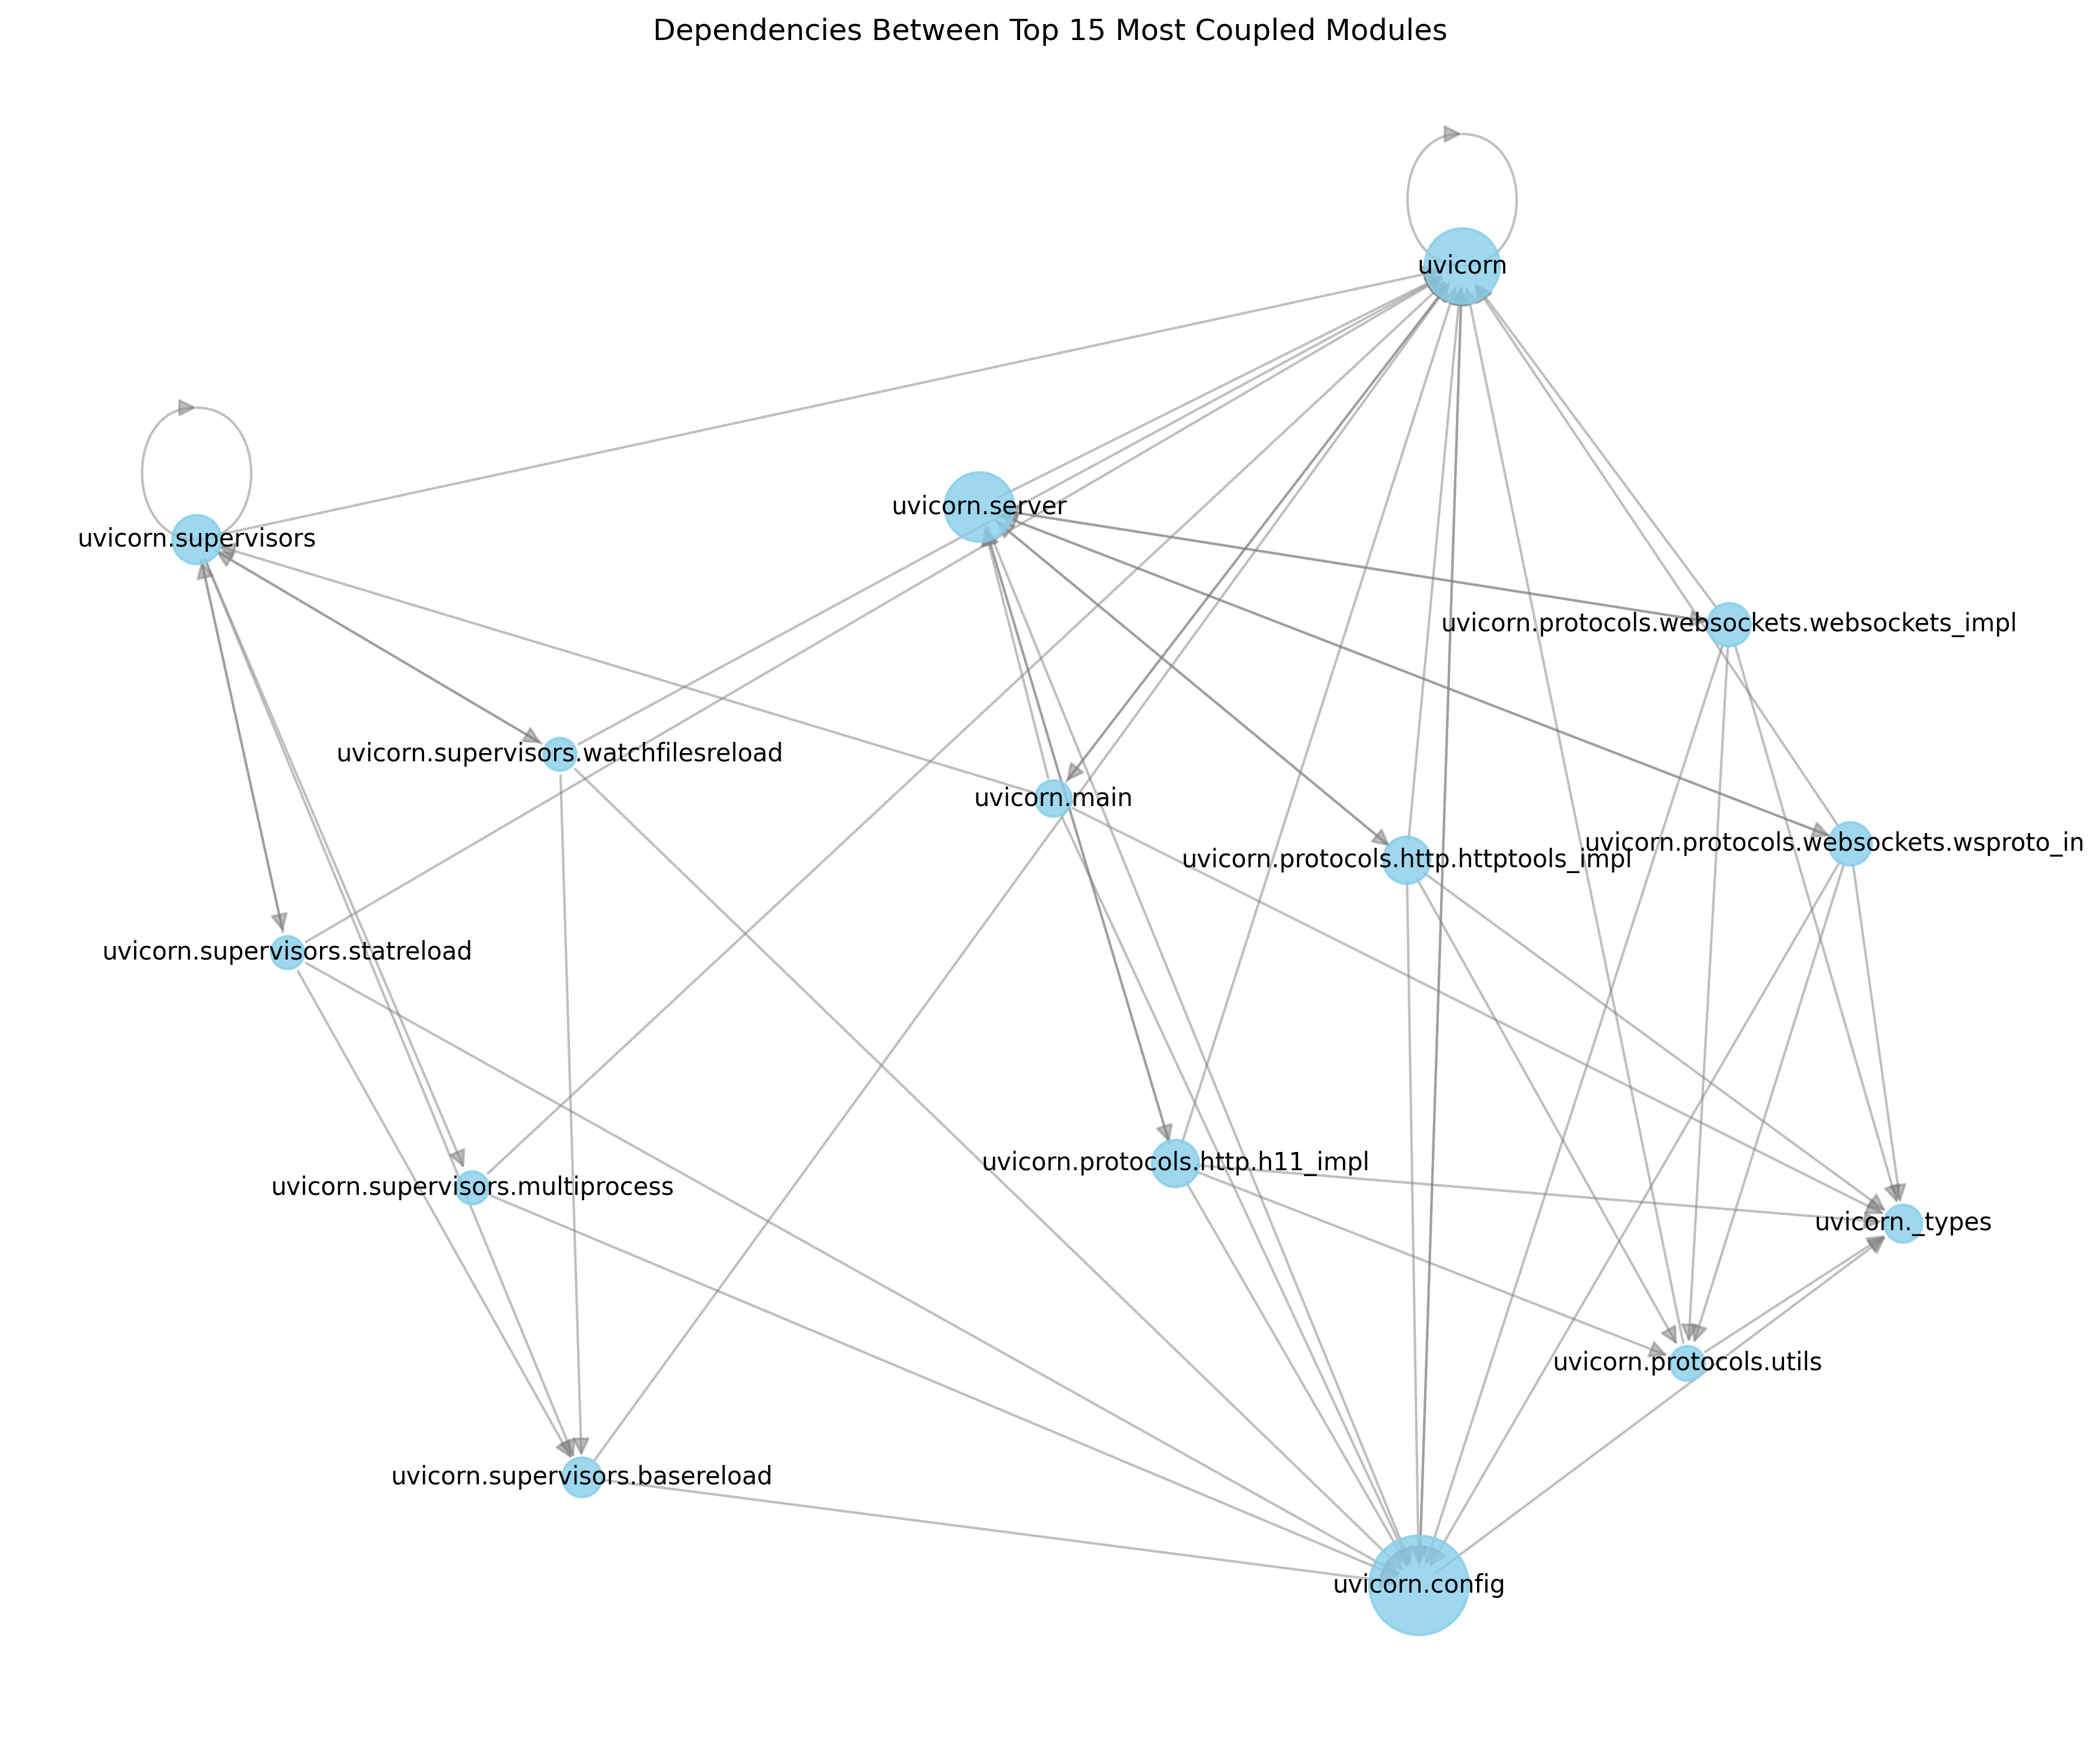 Dependencies Between Top 15 Most Coupled Modules
uvicorn
uvicorn.server
uvicorn.supervisors
uvicorn.protocols.websockets.websockets_impl
uvicorn.supervisors.watchfilesreload
uvicorn.main
uvicorn.protocols.websockets.wsproto_in
uvicorn.protocols.http.httptools_impl
uvicorn.supervisors.statreload
uvicorn.protocols.http.h11_impl
uvicorn.supervisors.multiprocess
uvicorn._types
uvicorn.protocols.utils
uvicorn.supervisors.basereload
uvicorn.config